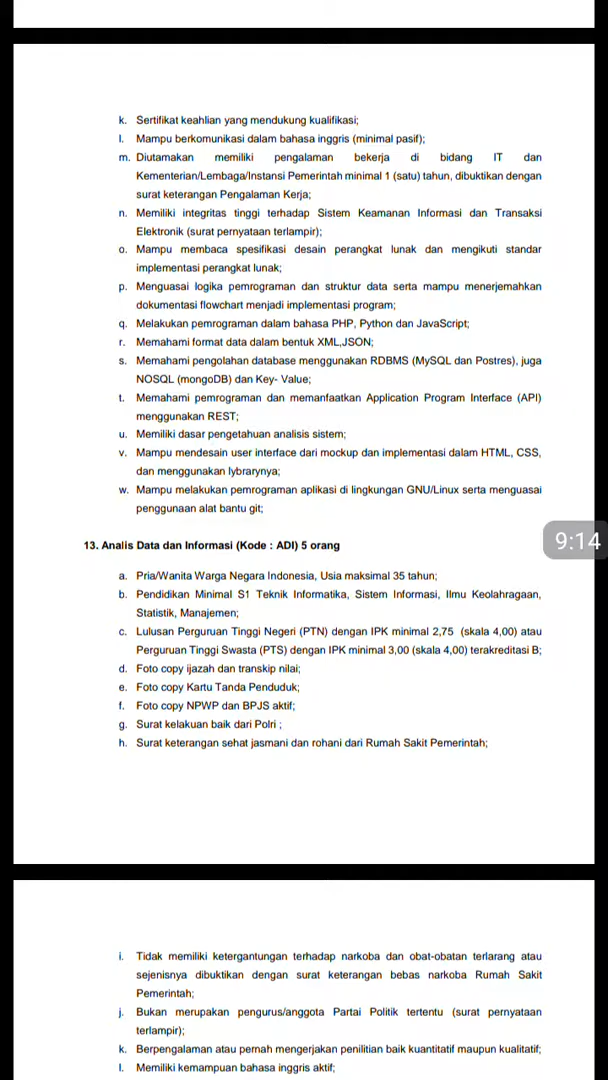 k. Sertifikat keahlian yang mendukung kualifikasi;
l. Mampu berkomunikasi dalam bahasa inggris (minimal pasif);
m. Diutamakan memiliki pengalaman bekerja di bidang IT dan
Kementerian/Lembaga/Instansi Pemerintah minimal 1 (satu) tahun, dibuktikan dengan
surat keterangan Pengalaman Kerja;
n. Memiliki integritas tinggi terhadap Sistem Keamanan Informasi dan Transaksi
Elektronik (surat pernyataan terlampir);
o. Mampu membaca spesifikasi desain perangkat lunak dan mengikuti standar
implementasi perangkat lunak;
p. Menguasai logika pemrograman dan struktur data serta mampu menerjemahkan
dokumentasi flowchart menjadi implementasi program;
q. Melakukan pemrograman dalam bahasa PHP, Python dan JavaScript;
r. Memahami format data dalam bentuk XML,JSON;
s. Memahami pengolahan database menggunakan RDBMS (MySQL dan Postres), juga
NOSQL (mongoDB) dan Key- Value;
t. Memahami pemrograman dan memanfaatkan Application Program Interface (API)
menggunakan REST;
u. Memiliki dasar pengetahuan analisis sistem;
v. Mampu mendesain user interface dari mockup dan implementasi dalam HTML, CSS,
dan menggunakan lybrarynya;
w. Mampu melakukan pemrograman aplikasi di lingkungan GNU/Linux serta menguasai
penggunaan alat bantu git;
13. Analis Data dan Informasi (Kode : ADI) 5 orang
9:14
a. Pria/Wanita Warga Negara Indonesia, Usia maksimal 35 tahun;
b. Pendidikan Minimal S1 Teknik Informatika, Sistem Informasi, Ilmu Keolahragaan,
Statistik, Manajemen;
c. Lulusan Perguruan Tinggi Negeri (PTN) dengan IPK minimal 2,75 (skala 4,00) atau
Perguruan Tinggi Swasta (PTS) dengan IPK minimal 3,00 (skala 4,00) terakreditasi B;
d. Foto copy ijazah dan transkip nilai;
e. Foto copy Kartu Tanda Penduduk;
f. Foto copy NPWP dan BPJS aktif;
g. Surat kelakuan baik dari Polri ;
h. Surat keterangan sehat jasmani dan rohani dari Rumah Sakit Pemerintah;
i. Tidak memiliki ketergantungan terhadap narkoba dan obat-obatan terlarang atau
sejenisnya dibuktikan dengan surat keterangan bebas narkoba Rumah Sakit
Pemerintah;
j. Bukan merupakan pengurus/anggota Partai Politik tertentu (surat pernyataan
terlampir);
k. Berpengalaman atau pernah mengerjakan penilitian baik kuantitatif maupun kualitatif;
l. Memiliki kemampuan bahasa inggris aktif;